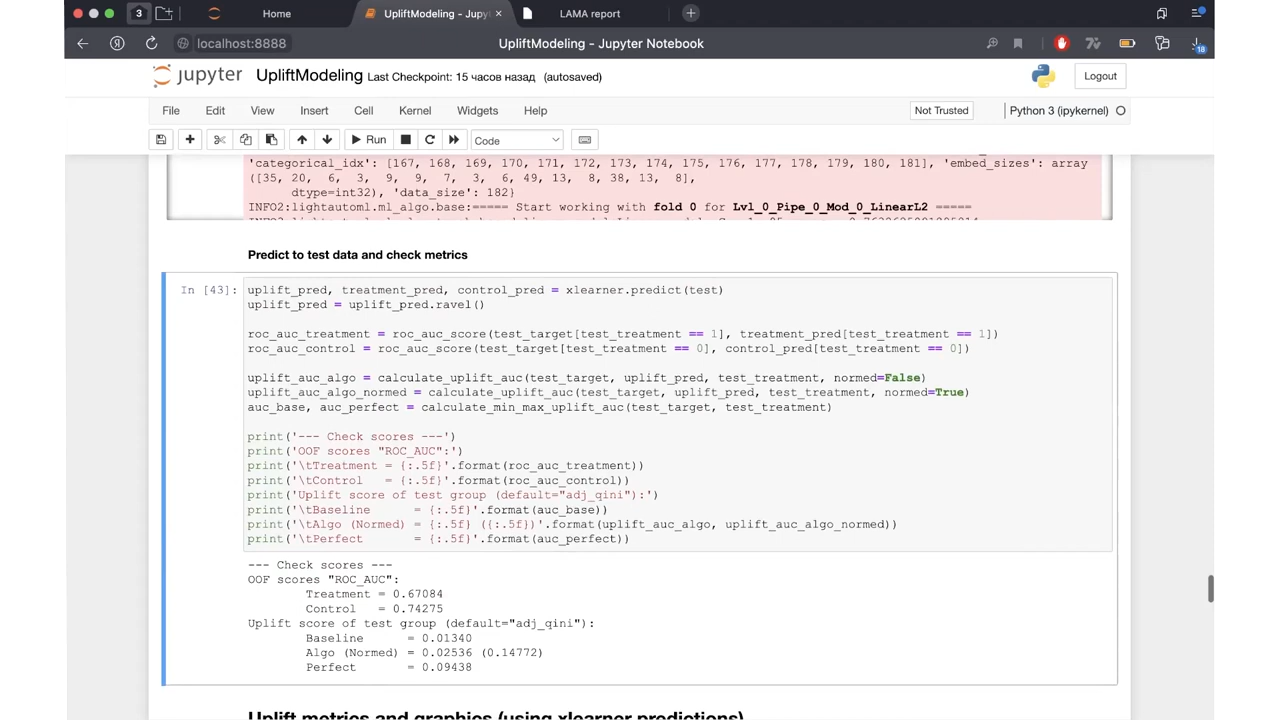 3
Home
UpliftModeling - Jupy
LAMA report
localhost:8888
UpliftModeling - Jupyter Notebook
18
jupyter UpliftModeling Last Checkpoint: 15 часов назад (autosaved)
Logout
File Edit View Insert Cell Kernel Widgets Help
Not Trusted
Python 3 (ipykernel)
Run
Code
'categorical_idx': [167, 168, 169, 170, 171, 172, 173, 174, 175, 176, 177, 178, 179, 180, 181], 'embed_sizes': array
([35, 20, 6, 3, 9, 9, 7, 3, 6, 49, 13, 8, 38, 13, 8],
dtype=int32), 'data_size': 182}
INFO2:lightautoml.ml_algo.base:===== Start working with fold 0 for Lvl_0_Pipe_0_Mod_0_LinearL2 =====
Predict to test data and check metrics
In [43]:
uplift_pred, treatment_pred, control_pred = xlearner.predict(test)
uplift_pred = uplift_pred.ravel()
roc_auc_treatment = roc_auc_score(test_target[test_treatment == 1], treatment_pred[test_treatment == 1])
roc_auc_control = roc_auc_score(test_target[test_treatment == 0], control_pred[test_treatment == 0])
uplift_auc_algo = calculate_uplift_auc(test_target, uplift_pred, test_treatment, normed=False)
uplift_auc_algo_normed = calculate_uplift_auc(test_target, uplift_pred, test_treatment, normed=True)
auc_base, auc_perfect = calculate_min_max_uplift_auc(test_target, test_treatment)
print('--- Check scores ---')
print('OOF scores "ROC_AUC":')
print('\tTreatment = {:.5f}'.format(roc_auc_treatment))
print('\tControl   = {:.5f}'.format(roc_auc_control))
print('Uplift score of test group (default="adj_qini"):')
print('\tBaseline      = {:.5f}'.format(auc_base))
print('\tAlgo (Normed) = {:.5f} ({:.5f})'.format(uplift_auc_algo, uplift_auc_algo_normed))
print('\tPerfect       = {:.5f}'.format(auc_perfect))
--- Check scores ---
OOF scores "ROC_AUC":
Treatment = 0.67084
Control   = 0.74275
Uplift score of test group (default="adj_qini"):
Baseline      = 0.01340
Algo (Normed) = 0.02536 (0.14772)
Perfect       = 0.09438
Uplift metrics and graphics (using xlearner predictions)